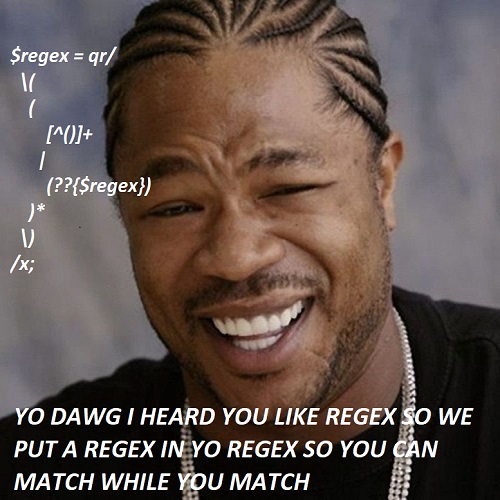 $regex = qr/
\(
(
[^()]+
|
(??{$regex})
)*
\)
/x;
YO DAWG I HEARD YOU LIKE REGEX SO WE
PUT A REGEX IN YO REGEX SO YOU CAN
MATCH WHILE YOU MATCH